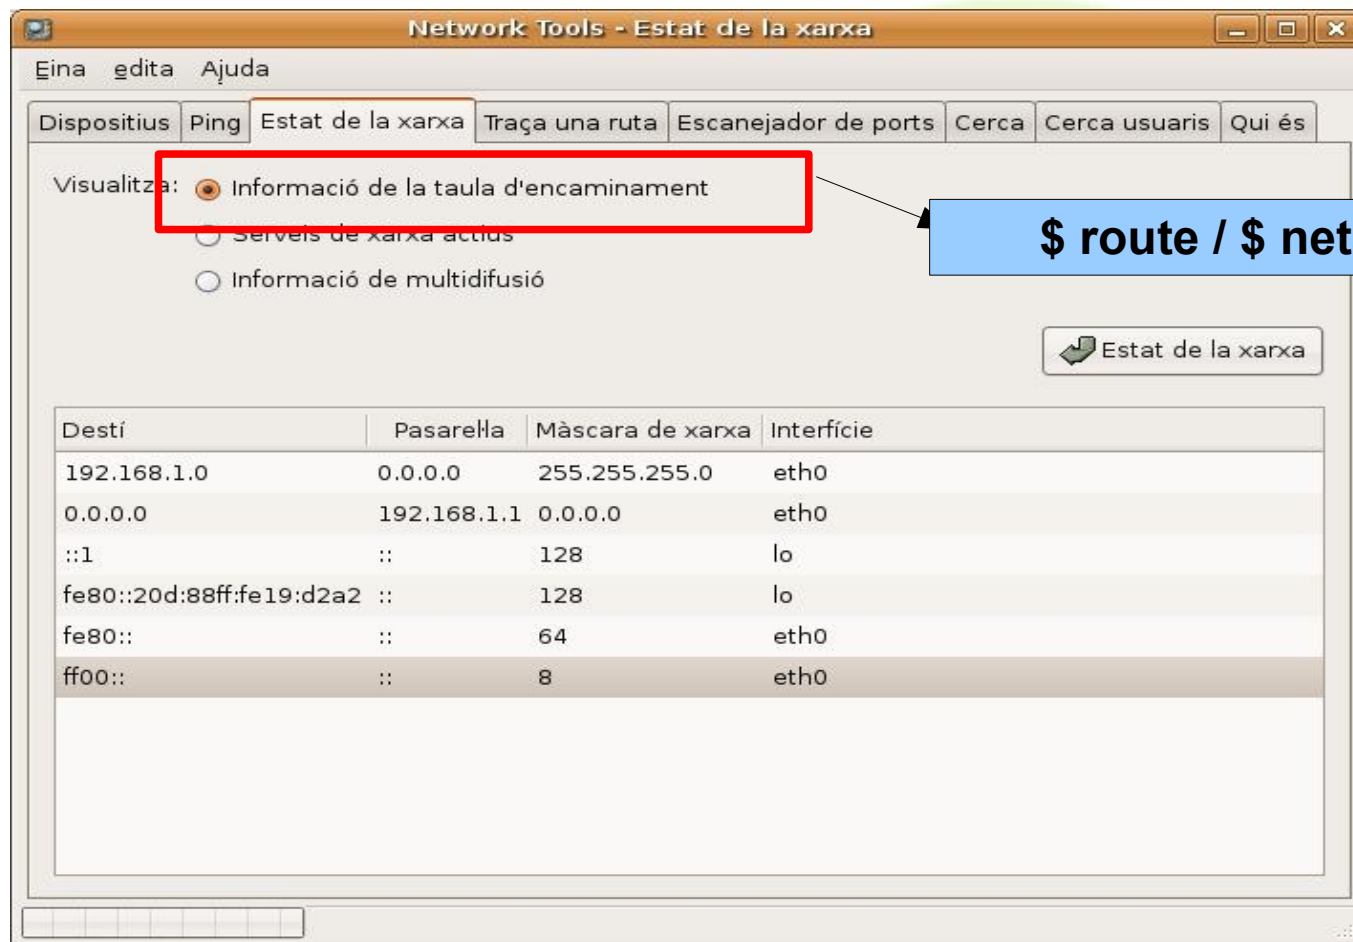 Network Tools - Estat de la xarxa
Eina edita Ajuda
Dispositius Ping Estat de la xarxa Traça una ruta Escanejador de ports Cerca Cerca usuaris Qui és
Visualitza: Informació de la taula d'encaminament
Serveis de xarxa actius
$ route / $ net
Informació de multidifusió
Estat de la xarxa
Destí Pasareŀla Màscara de xarxa Interfície
192.168.1.0 0.0.0.0 255.255.255.0 eth0
0.0.0.0 192.168.1.1 0.0.0.0 eth0
::1 :: 128 lo
fe80::20d:88ff:fe19:d2a2 :: 128 lo
fe80:: :: 64 eth0
ff00:: :: 8 eth0